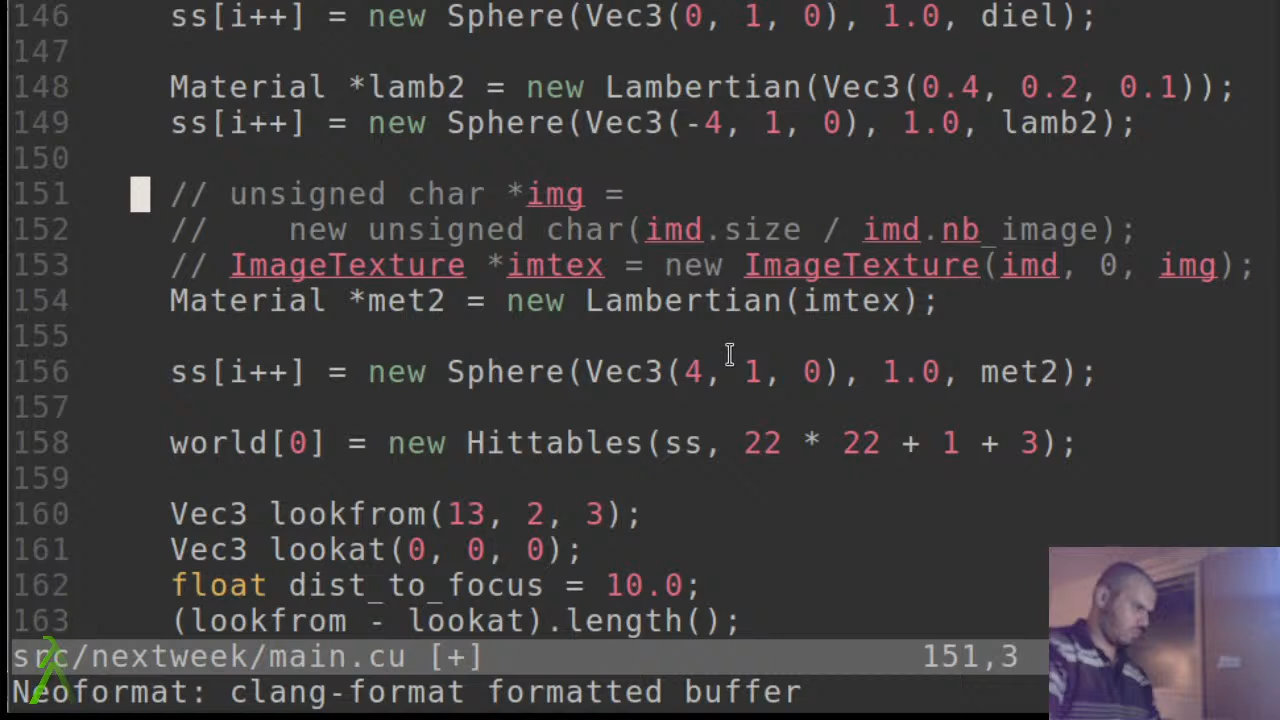 146 ss[i++] = new Sphere(Vec3(0, 1, 0), 1.0, diel);
147
148 Material *lamb2 = new Lambertian(Vec3(0.4, 0.2, 0.1));
149 ss[i++] = new Sphere(Vec3(-4, 1, 0), 1.0, lamb2);
150
151 // unsigned char *img =
152 //    new unsigned char(imd.size / imd.nb_image);
153 // ImageTexture *imtex = new ImageTexture(imd, 0, img);
154 Material *met2 = new Lambertian(imtex);
155
156 ss[i++] = new Sphere(Vec3(4, 1, 0), 1.0, met2);
157
158 world[0] = new Hittables(ss, 22 * 22 + 1 + 3);
159
160 Vec3 lookfrom(13, 2, 3);
161 Vec3 lookat(0, 0, 0);
162 float dist_to_focus = 10.0;
163 (lookfrom - lookat).length();
src/nextweek/main.cu [+] 151,3
Neoformat: clang-format formatted buffer